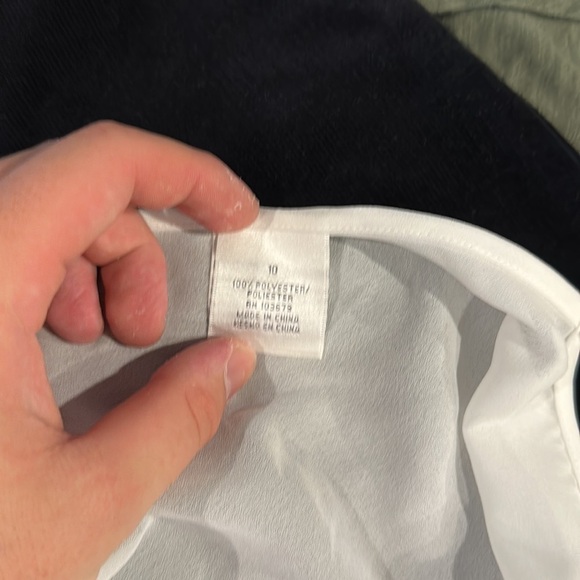 10
100% POLYESTER/
POLIESTER
RN 103679
MADE IN CHINA
HECHO EN CHINA